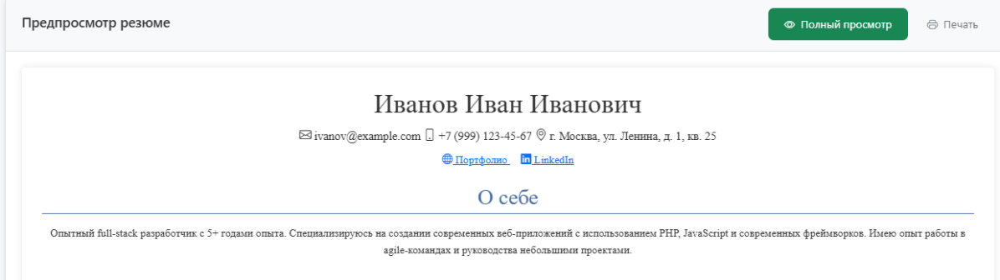 Предпросмотр резюме
Полный просмотр
Печать
Иванов Иван Иванович
ivanov@example.com +7 (999) 123-45-67 г. Москва, ул. Ленина, д. 1, кв. 25
Портфолио LinkedIn
О себе
Опытный full-stack разработчик с 5+ годами опыта. Специализируюсь на создании современных веб-приложений с использованием PHP, JavaScript и современных фреймворков. Имею опыт работы в
agile-командах и руководства небольшими проектами.